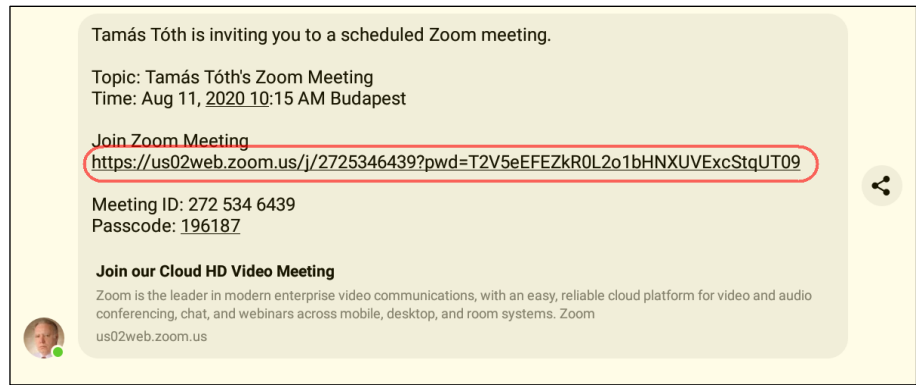 Tamás Tóth is inviting you to a scheduled Zoom meeting.
Topic: Tamás Tóth's Zoom Meeting
Time: Aug 11, 2020 10:15 AM Budapest
Join Zoom Meeting
https://us02web.zoom.us/j/2725346439?pwd=T2V5eEFEZkR0L2o1bHNXUVExcStqUT09
Meeting ID: 272 534 6439
Passcode: 196187
Join our Cloud HD Video Meeting
Zoom is the leader in modern enterprise video communications, with an easy, reliable cloud platform for video and audio
conferencing, chat, and webinars across mobile, desktop, and room systems. Zoom
us02web.zoom.us